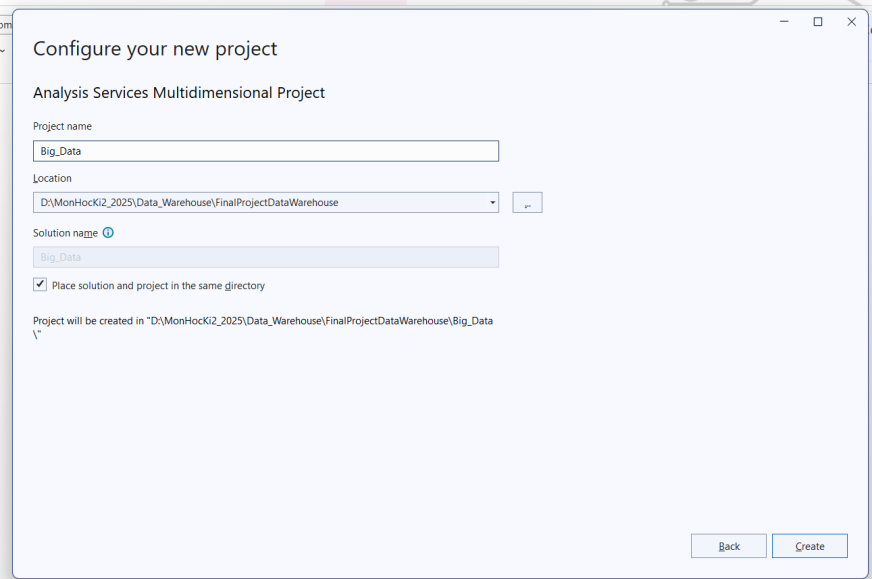 om
Configure your new project
Analysis Services Multidimensional Project
Project name
Big_Data
Location
D:\MonHocKi2_2025\Data_Warehouse\FinalProjectDataWarehouse
...
Solution name
Big_Data
Place solution and project in the same directory
Project will be created in "D:\MonHocKi2_2025\Data_Warehouse\FinalProjectDataWarehouse\Big_Data
\"
Back
Create